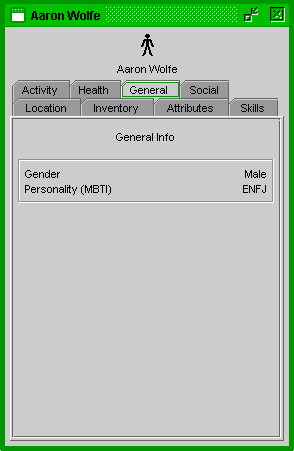 Aaron Wolfe
Aaron Wolfe
Activity Health General Social
Location Inventory Attributes Skills
General Info
Gender Male
Personality (MBTI) ENFJ